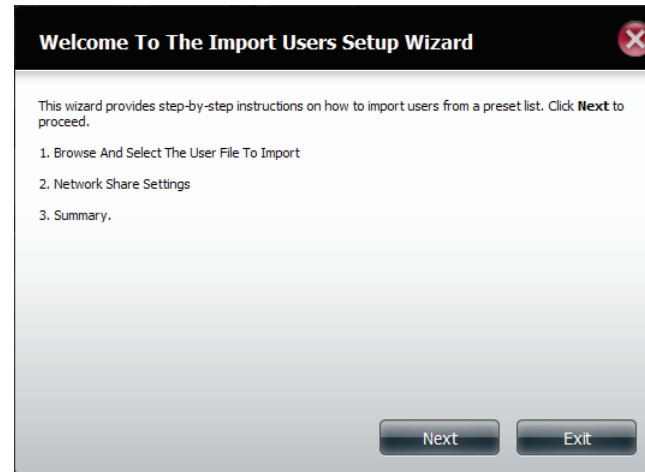 Welcome To The Import Users Setup Wizard
This wizard provides step-by-step instructions on how to import users from a preset list. Click Next to
proceed.
1. Browse And Select The User File To Import
2. Network Share Settings
3. Summary.
Next Exit